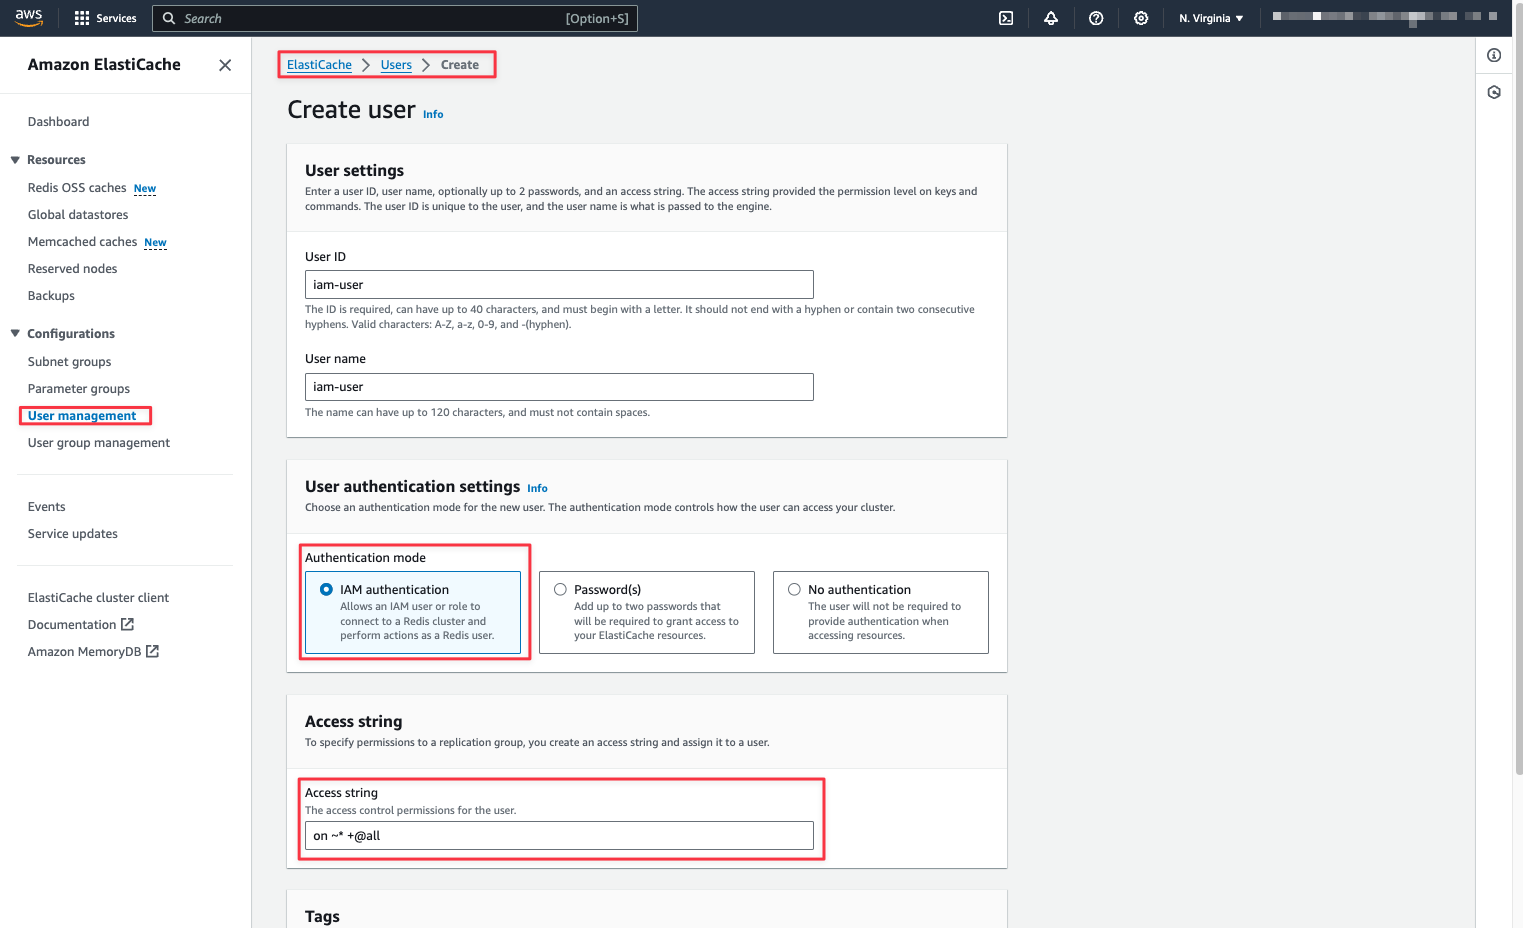 aws
Services
Search
[Option+S]
N. Virginia
Amazon ElastiCache
Dashboard
Resources
Redis OSS caches New
Global datastores
Memcached caches New
Reserved nodes
Backups
Configurations
Subnet groups
Parameter groups
User management
User group management
Events
Service updates
ElastiCache cluster client
Documentation
Amazon MemoryDB
ElastiCache > Users > Create
Create user Info
User settings
Enter a user ID, user name, optionally up to 2 passwords, and an access string. The access string provided the permission level on keys and
commands. The user ID is unique to the user, and the user name is what is passed to the engine.
User ID
iam-user
The ID is required, can have up to 40 characters, and must begin with a letter. It should not end with a hyphen or contain two consecutive
hyphens. Valid characters: A-Z, a-z, 0-9, and -(hyphen).
User name
iam-user
The name can have up to 120 characters, and must not contain spaces.
User authentication settings Info
Choose an authentication mode for the new user. The authentication mode controls how the user can access your cluster.
Authentication mode
IAM authentication
Allows an IAM user or role to
connect to a Redis cluster and
perform actions as a Redis user.
Password(s)
Add up to two passwords that
will be required to grant access to
your ElastiCache resources.
No authentication
The user will not be required to
provide authentication when
accessing resources.
Access string
To specify permissions to a replication group, you create an access string and assign it to a user.
Access string
The access control permissions for the user.
on ~* +@all
Tags